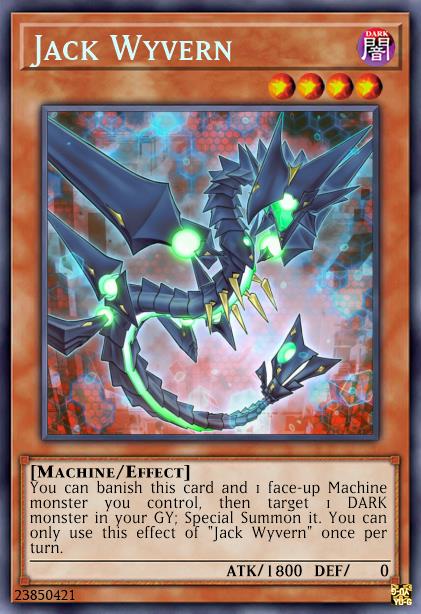 Jack Wyvern
DARK
闇
[Machine/Effect]
You can banish this card and 1 face-up Machine
monster you control, then target 1 DARK
monster in your GY; Special Summon it. You can
only use this effect of "Jack Wyvern" once per
turn.
ATK/1800 DEF/ 0
23850421